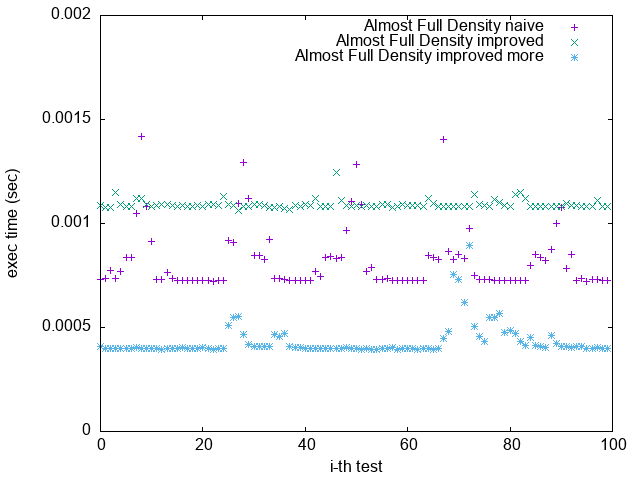 0.002
Almost Full Density naive
Almost Full Density improved
Almost Full Density improved more
0.0015
0.001
0.0005
0
exec time (sec)
0 20 40 60 80 100
i-th test